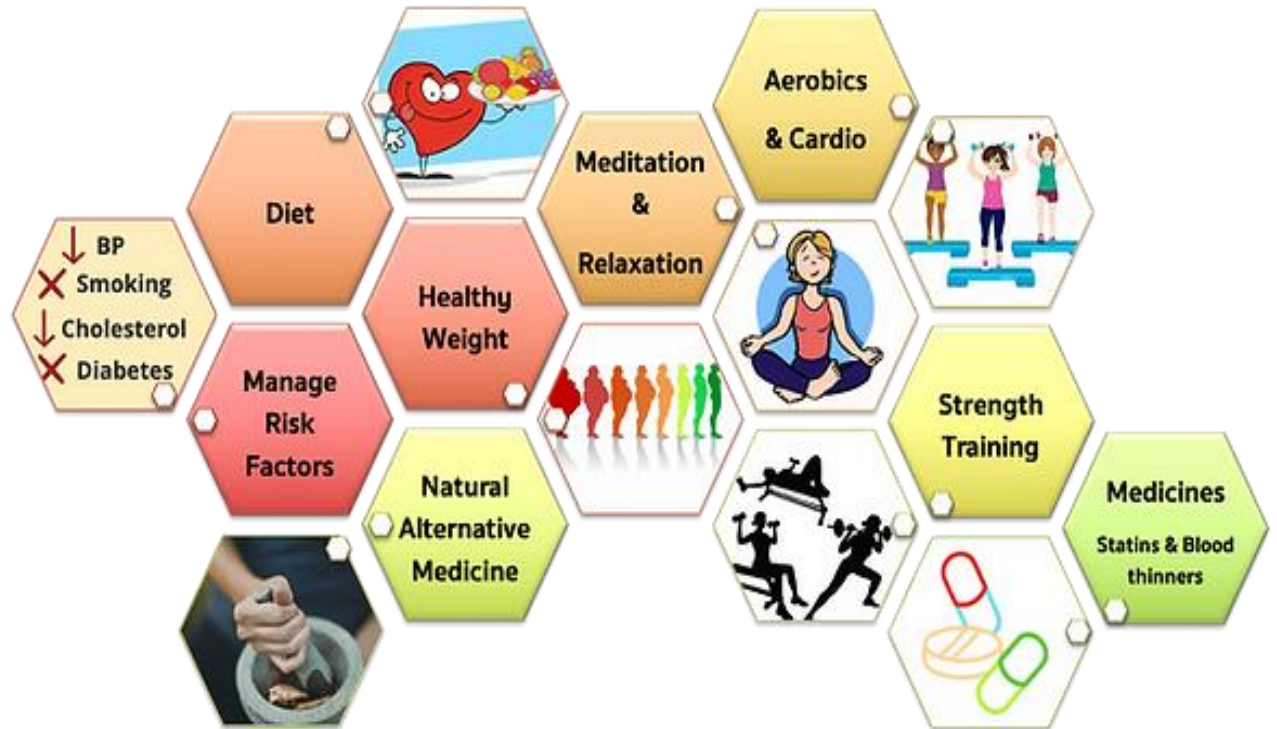 Aerobics
& Cardio
Meditation
&
Relaxation
Diet
↓ BP
✕ Smoking
↓ Cholesterol
✕ Diabetes
Healthy
Weight
Manage
Risk
Factors
Strength
Training
Natural
Alternative
Medicine
Medicines
Statins & Blood
thinners